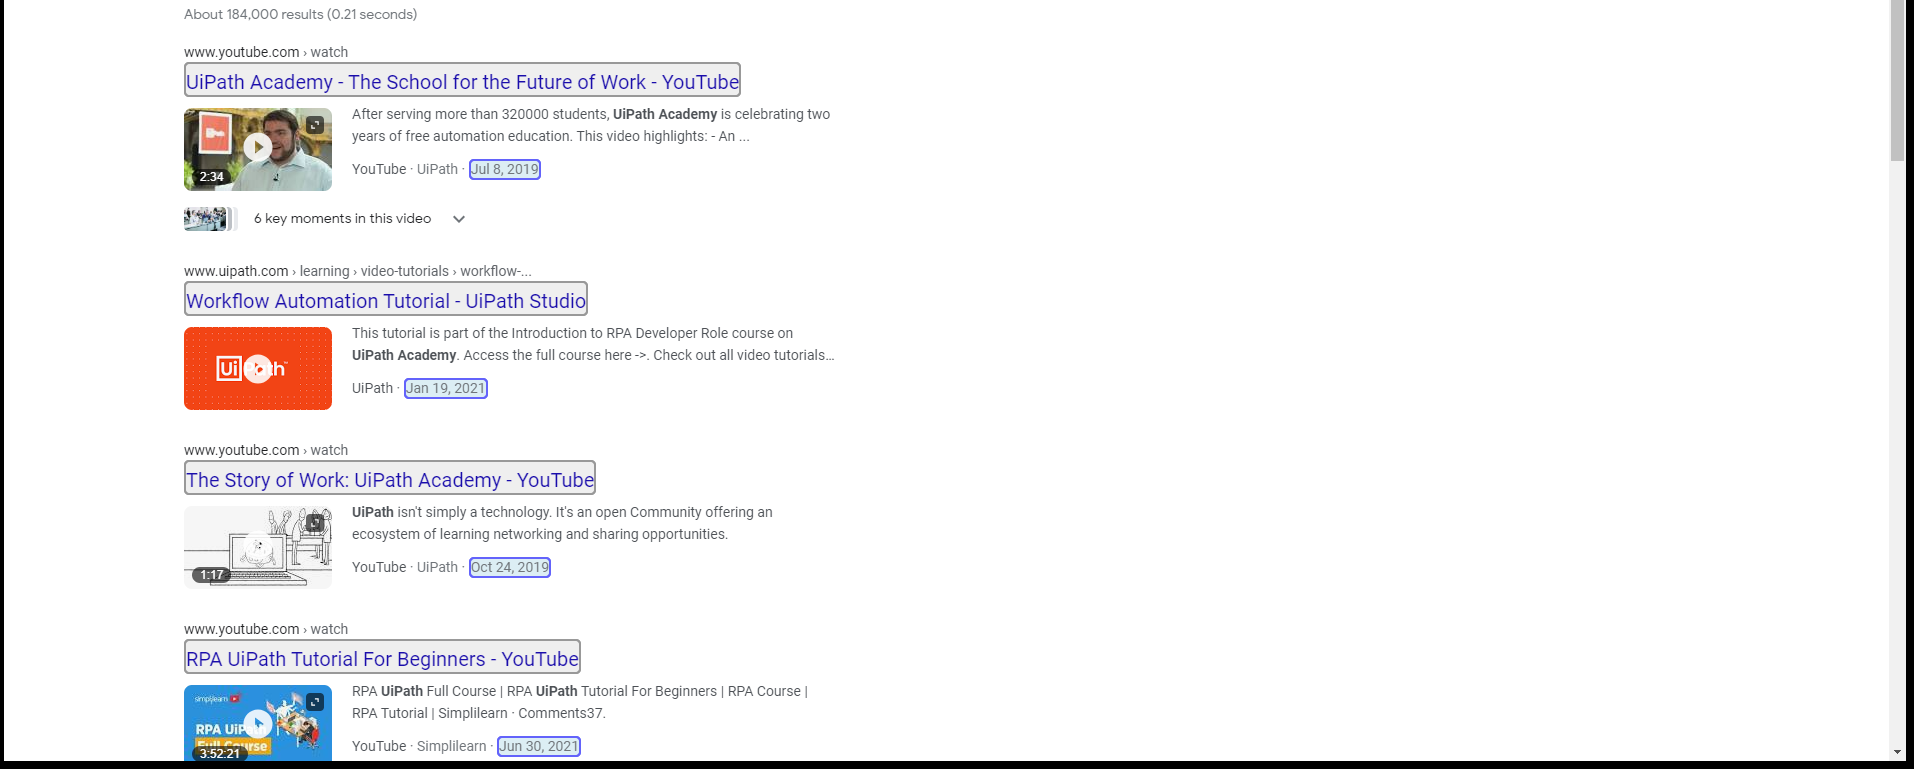 About 184,000 results (0.21 seconds)
www.youtube.com › watch
UiPath Academy - The School for the Future of Work - YouTube
After serving more than 320000 students, UiPath Academy is celebrating two
years of free automation education. This video highlights: - An ...
2:34
YouTube · UiPath · Jul 8, 2019
6 key moments in this video
www.uipath.com › learning › video-tutorials › workflow-...
Workflow Automation Tutorial - UiPath Studio
This tutorial is part of the Introduction to RPA Developer Role course on
UiPath Academy. Access the full course here ->. Check out all video tutorials...
UiPath
UiPath · Jan 19, 2021
www.youtube.com › watch
The Story of Work: UiPath Academy - YouTube
UiPath isn't simply a technology. It's an open Community offering an
ecosystem of learning networking and sharing opportunities.
1:17
YouTube · UiPath · Oct 24, 2019
www.youtube.com › watch
RPA UiPath Tutorial For Beginners - YouTube
simplilearn
RPA UiPath
Full Course
3:52:21
RPA UiPath Full Course | RPA UiPath Tutorial For Beginners | RPA Course |
RPA Tutorial | Simplilearn · Comments37.
YouTube · Simplilearn · Jun 30, 2021